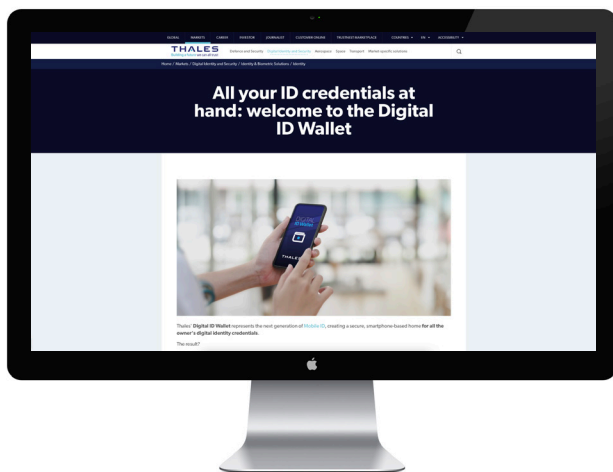 GLOBAL MARKETS CAREER INVESTOR JOURNALIST CUSTOMER ONLINE TRUSTNEST MARKETPLACE COUNTRIES EN ACCESSIBILITY
THALES
Building a future we can all trust
Defence and Security Digital Identity and Security Aerospace Space Transport Market-specific solutions
Home / Markets / Digital Identity and Security / Identity & Biometric Solutions / Identity
All your ID credentials at
hand: welcome to the Digital
ID Wallet
DIGITAL
ID Wallet
THALES
Thales' Digital ID Wallet represents the next generation of Mobile ID, creating a secure, smartphone-based home for all the
owner's digital identity credentials.
The result?